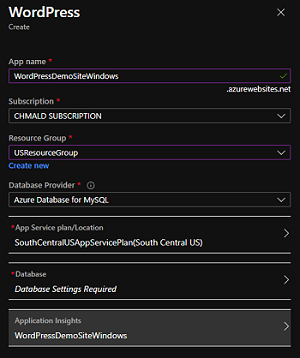 WordPress
Create
App name *
WordPressDemoSiteWindows
.azurewebsites.net
Subscription *
CHMALD SUBSCRIPTION
Resource Group *
USResourceGroup
Create new
Database Provider *
Azure Database for MySQL
*App Service plan/Location
SouthCentralUSAppServicePlan(South Central US)
*Database
Database Settings Required
Application Insights
WordPressDemoSiteWindows